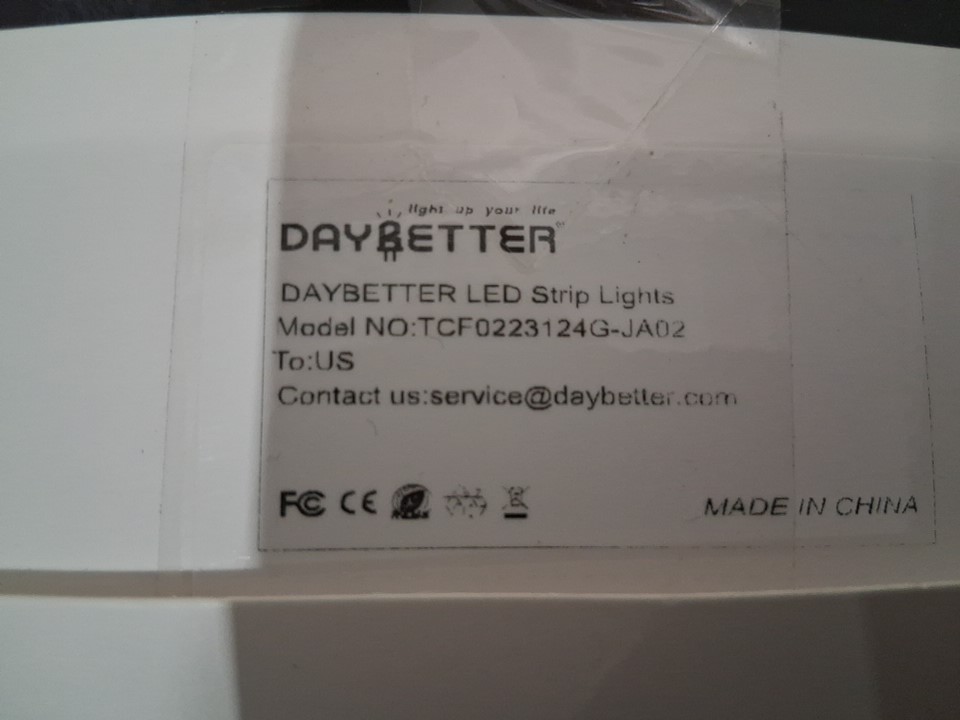 light up your life
DAYBETTER
DAYBETTER LED Strip Lights
Model NO:TCF0223124G-JA02
To:US
Contact us:service@daybetter.com
FC CE
MADE IN CHINA